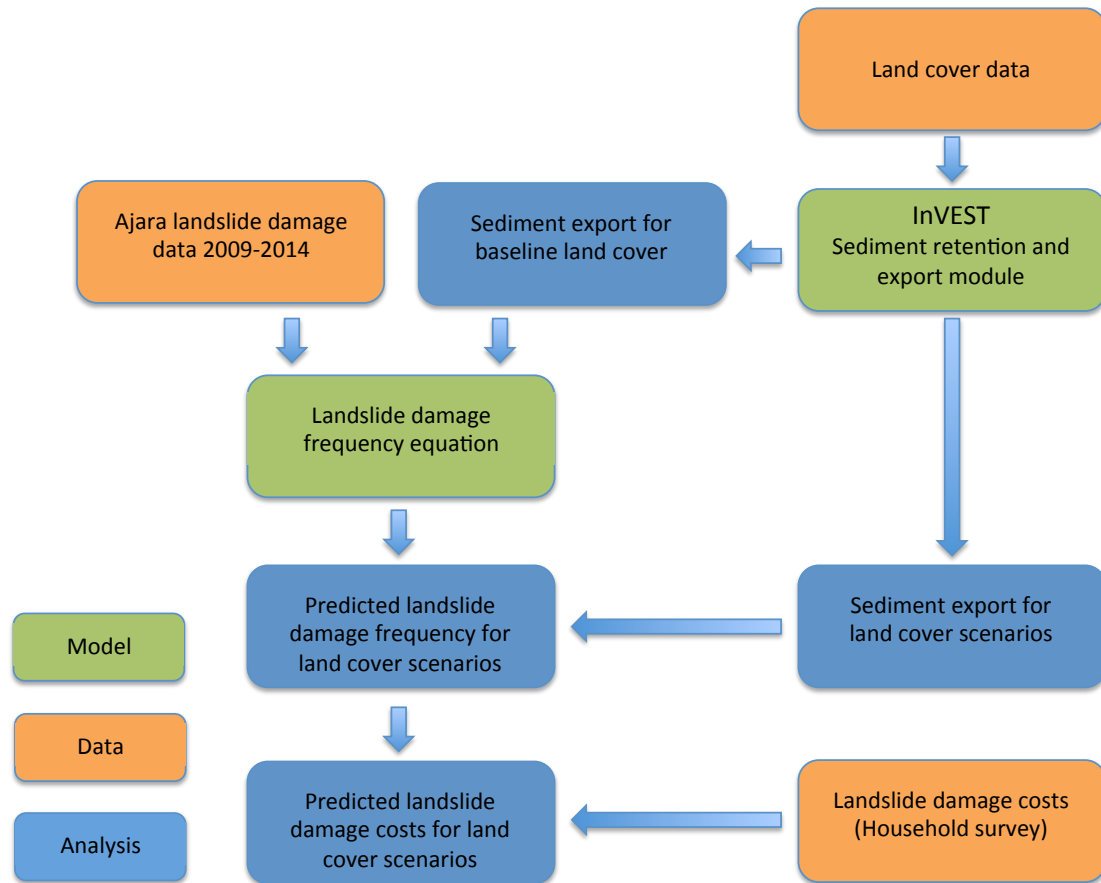 Land cover data
Ajara landslide damage
data 2009-2014
Sediment export for
baseline land cover
InVEST
Sediment retention and
export module
Landslide damage
frequency equation
Predicted landslide
damage frequency for
land cover scenarios
Sediment export for
land cover scenarios
Model
Data
Analysis
Predicted landslide
damage costs for land
cover scenarios
Landslide damage costs
(Household survey)